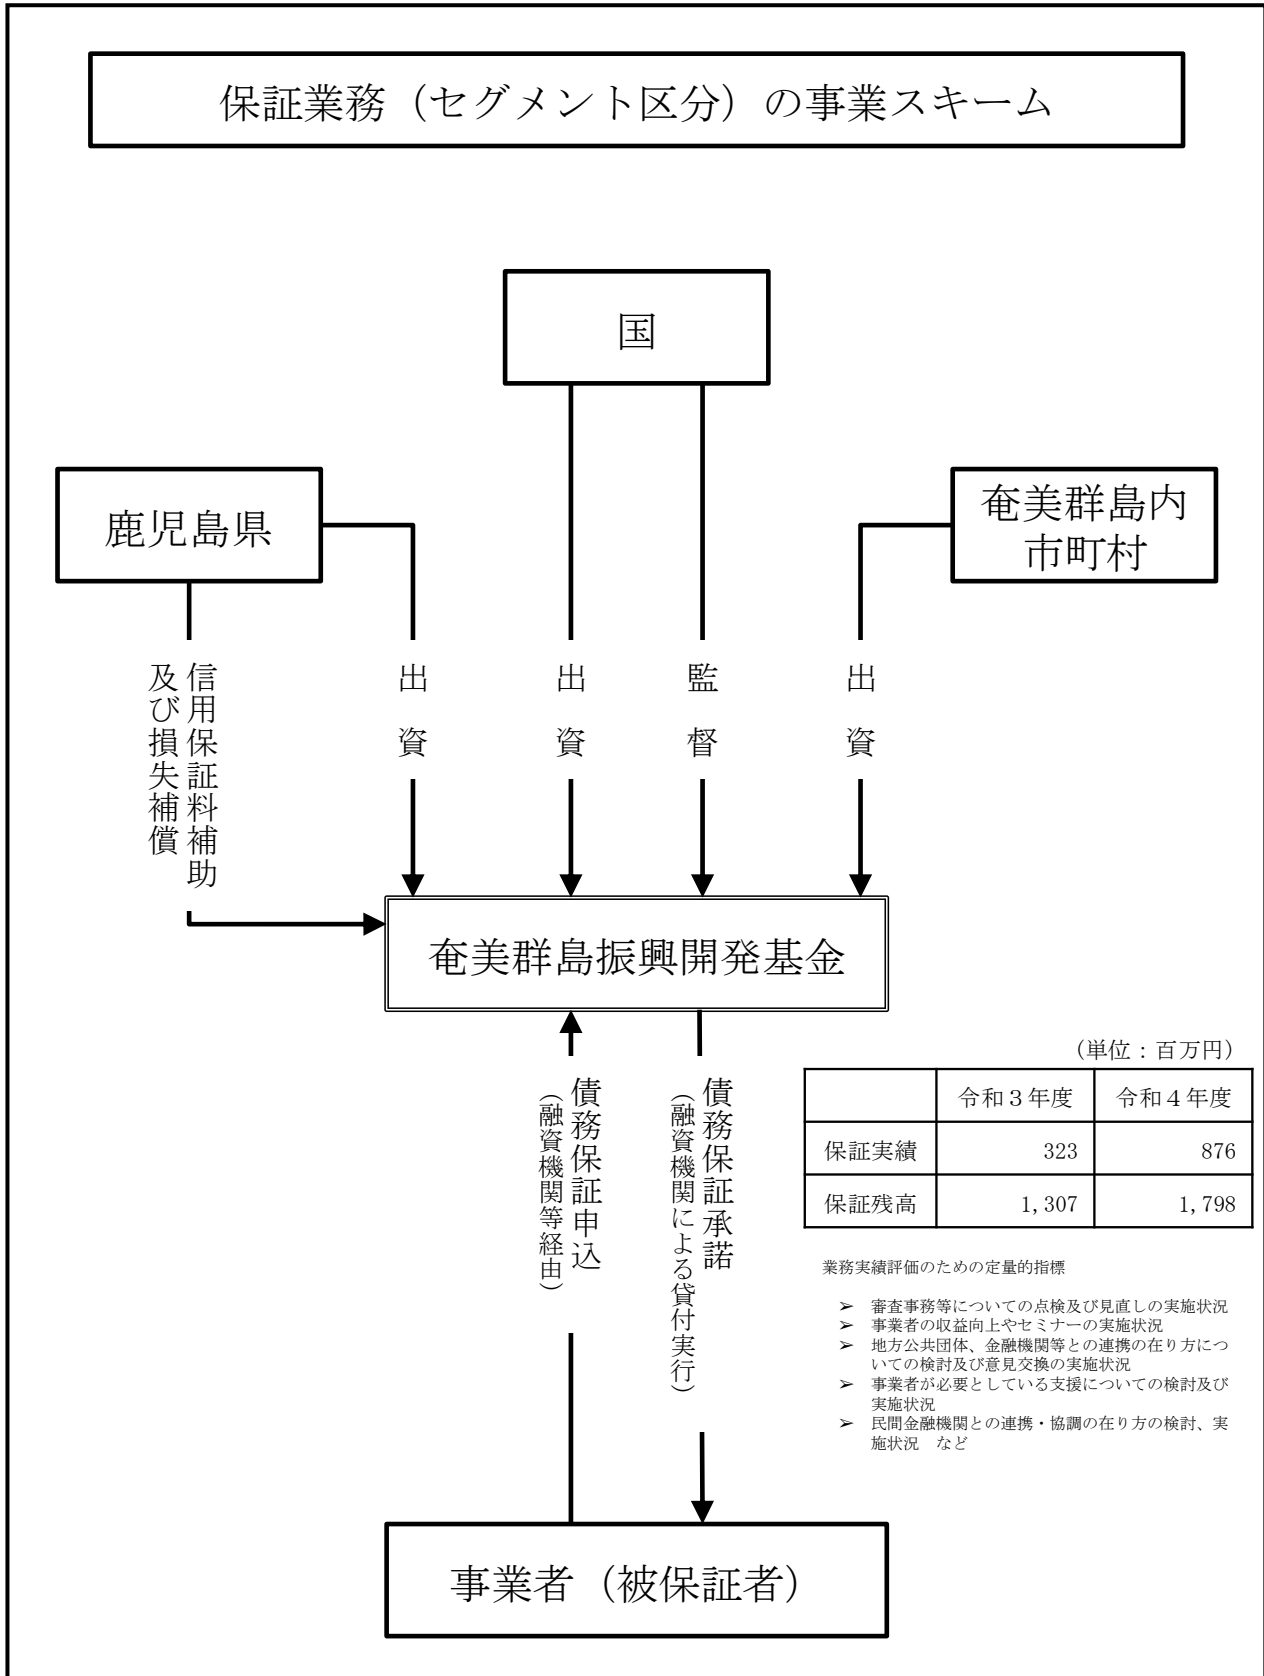 保証業務（セグメント区分）の事業スキーム
国
鹿児島県
奄美群島内
市町村
信用保証料補助
及び損失補償
出資
出資
監督
出資
奄美群島振興開発基金
債務保証申込
（融資機関等経由）
債務保証承諾
（融資機関による貸付実行）
（単位：百万円）
令和３年度 令和４年度
保証実績 323 876
保証残高 1,307 1,798
業務実績評価のための定量的指標
➢ 審査事務等についての点検及び見直しの実施状況
➢ 事業者の収益向上やセミナーの実施状況
➢ 地方公共団体、金融機関等との連携の在り方につ
いての検討及び意見交換の実施状況
➢ 事業者が必要としている支援についての検討及び
実施状況
➢ 民間金融機関との連携・協調の在り方の検討、実
施状況　など
事業者（被保証者）